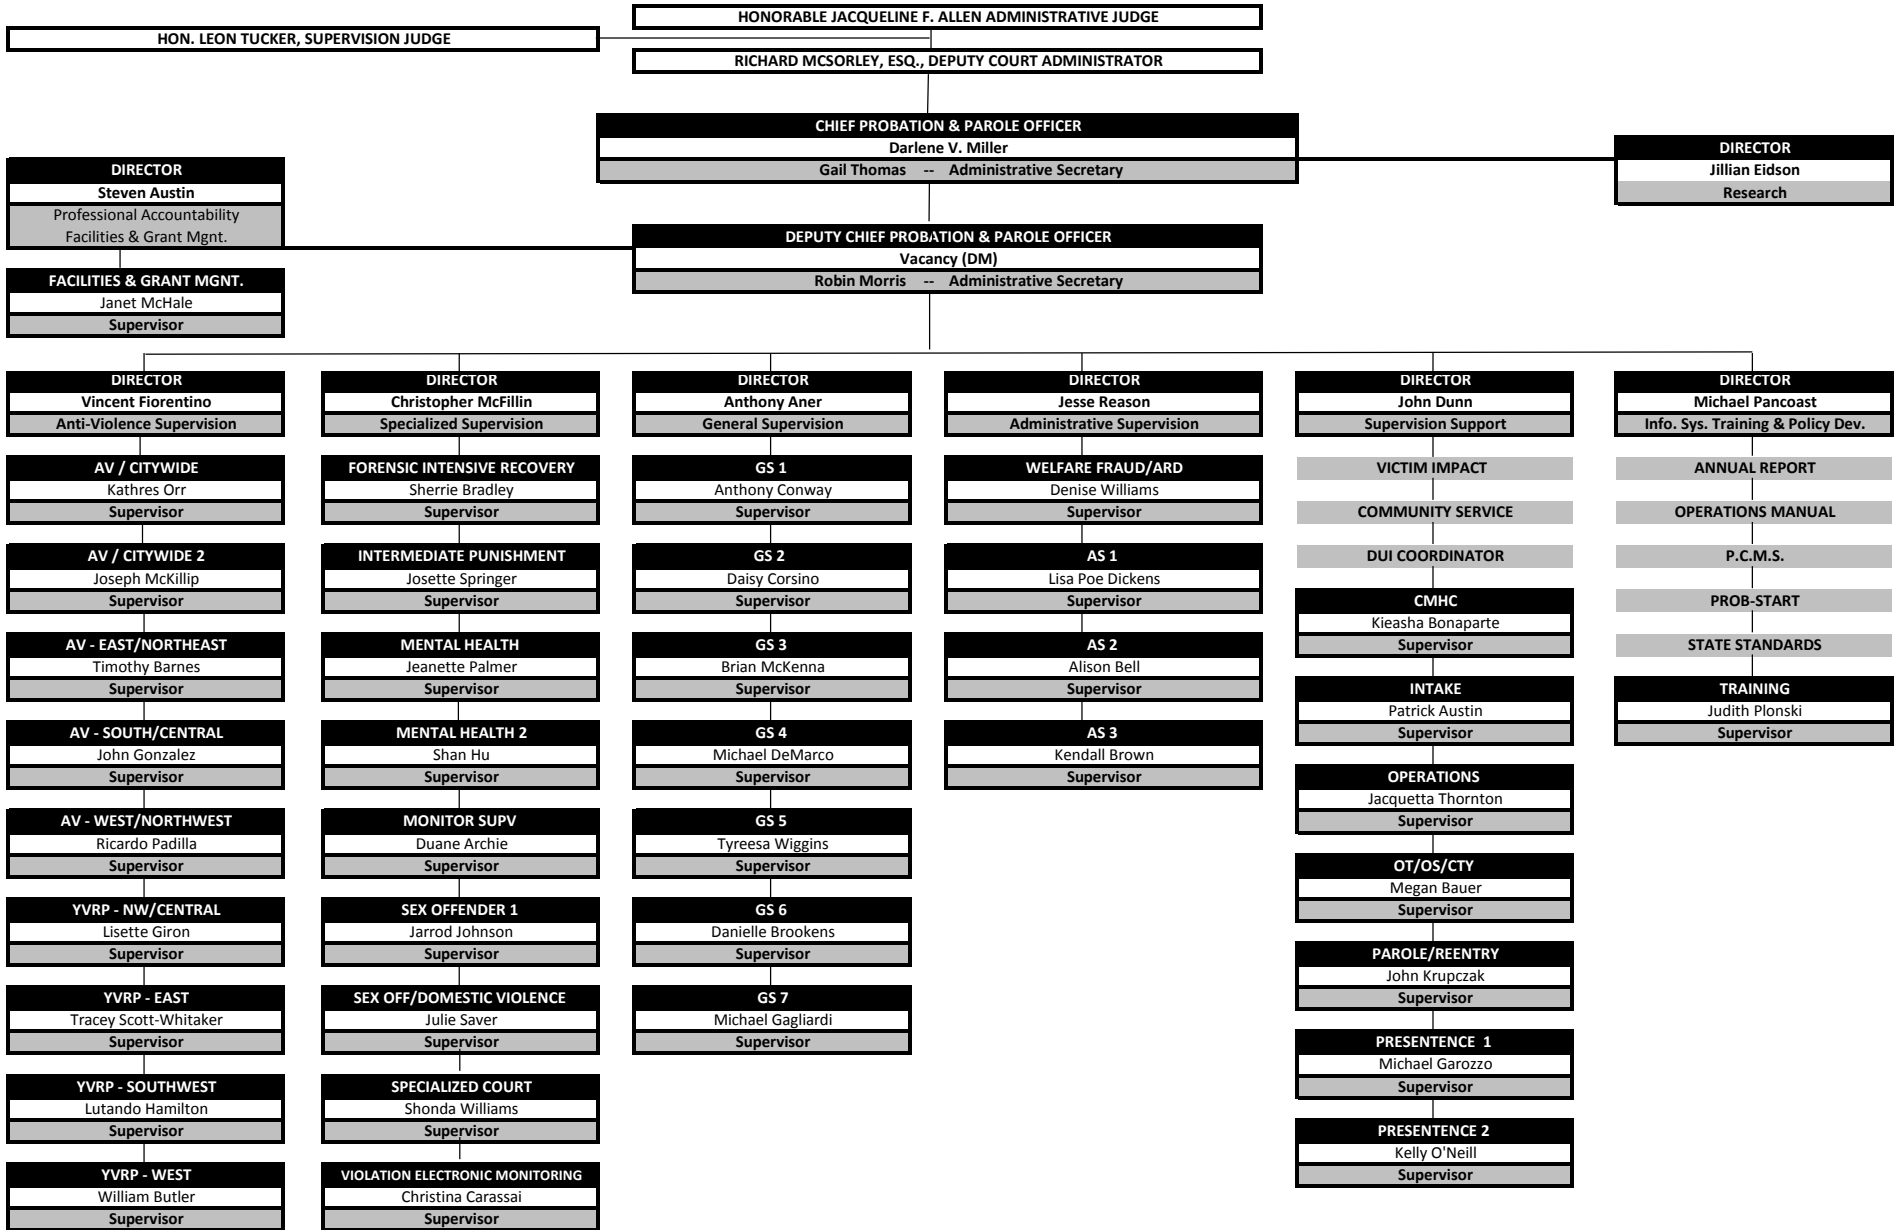 HONORABLE JACQUELINE F. ALLEN ADMINISTRATIVE JUDGE
HON. LEON TUCKER, SUPERVISION JUDGE
RICHARD MCSORLEY, ESQ., DEPUTY COURT ADMINISTRATOR
CHIEF PROBATION & PAROLE OFFICER
Darlene V. Miller
Gail Thomas -- Administrative Secretary
DIRECTOR
Steven Austin
Professional Accountability
Facilities & Grant Mgnt.
DIRECTOR
Jillian Eidson
Research
DEPUTY CHIEF PROBATION & PAROLE OFFICER
Vacancy (DM)
Robin Morris -- Administrative Secretary
FACILITIES & GRANT MGNT.
Janet McHale
Supervisor
DIRECTOR
Vincent Fiorentino
Anti-Violence Supervision
AV / CITYWIDE
Kathres Orr
Supervisor
AV / CITYWIDE 2
Joseph McKillip
Supervisor
AV - EAST/NORTHEAST
Timothy Barnes
Supervisor
AV - SOUTH/CENTRAL
John Gonzalez
Supervisor
AV - WEST/NORTHWEST
Ricardo Padilla
Supervisor
YVRP - NW/CENTRAL
Lisette Giron
Supervisor
YVRP - EAST
Tracey Scott-Whitaker
Supervisor
YVRP - SOUTHWEST
Lutando Hamilton
Supervisor
YVRP - WEST
William Butler
Supervisor
DIRECTOR
Christopher McFillin
Specialized Supervision
FORENSIC INTENSIVE RECOVERY
Sherrie Bradley
Supervisor
INTERMEDIATE PUNISHMENT
Josette Springer
Supervisor
MENTAL HEALTH
Jeanette Palmer
Supervisor
MENTAL HEALTH 2
Shan Hu
Supervisor
MONITOR SUPV
Duane Archie
Supervisor
SEX OFFENDER 1
Jarrod Johnson
Supervisor
SEX OFF/DOMESTIC VIOLENCE
Julie Saver
Supervisor
SPECIALIZED COURT
Shonda Williams
Supervisor
VIOLATION ELECTRONIC MONITORING
Christina Carassai
Supervisor
DIRECTOR
Anthony Aner
General Supervision
GS 1
Anthony Conway
Supervisor
GS 2
Daisy Corsino
Supervisor
GS 3
Brian McKenna
Supervisor
GS 4
Michael DeMarco
Supervisor
GS 5
Tyreesa Wiggins
Supervisor
GS 6
Danielle Brookens
Supervisor
GS 7
Michael Gagliardi
Supervisor
DIRECTOR
Jesse Reason
Administrative Supervision
WELFARE FRAUD/ARD
Denise Williams
Supervisor
AS 1
Lisa Poe Dickens
Supervisor
AS 2
Alison Bell
Supervisor
AS 3
Kendall Brown
Supervisor
DIRECTOR
John Dunn
Supervision Support
VICTIM IMPACT
COMMUNITY SERVICE
DUI COORDINATOR
CMHC
Kieasha Bonaparte
Supervisor
INTAKE
Patrick Austin
Supervisor
OPERATIONS
Jacquetta Thornton
Supervisor
OT/OS/CTY
Megan Bauer
Supervisor
PAROLE/REENTRY
John Krupczak
Supervisor
PRESENTENCE 1
Michael Garozzo
Supervisor
PRESENTENCE 2
Kelly O'Neill
Supervisor
DIRECTOR
Michael Pancoast
Info. Sys. Training & Policy Dev.
ANNUAL REPORT
OPERATIONS MANUAL
P.C.M.S.
PROB-START
STATE STANDARDS
TRAINING
Judith Plonski
Supervisor